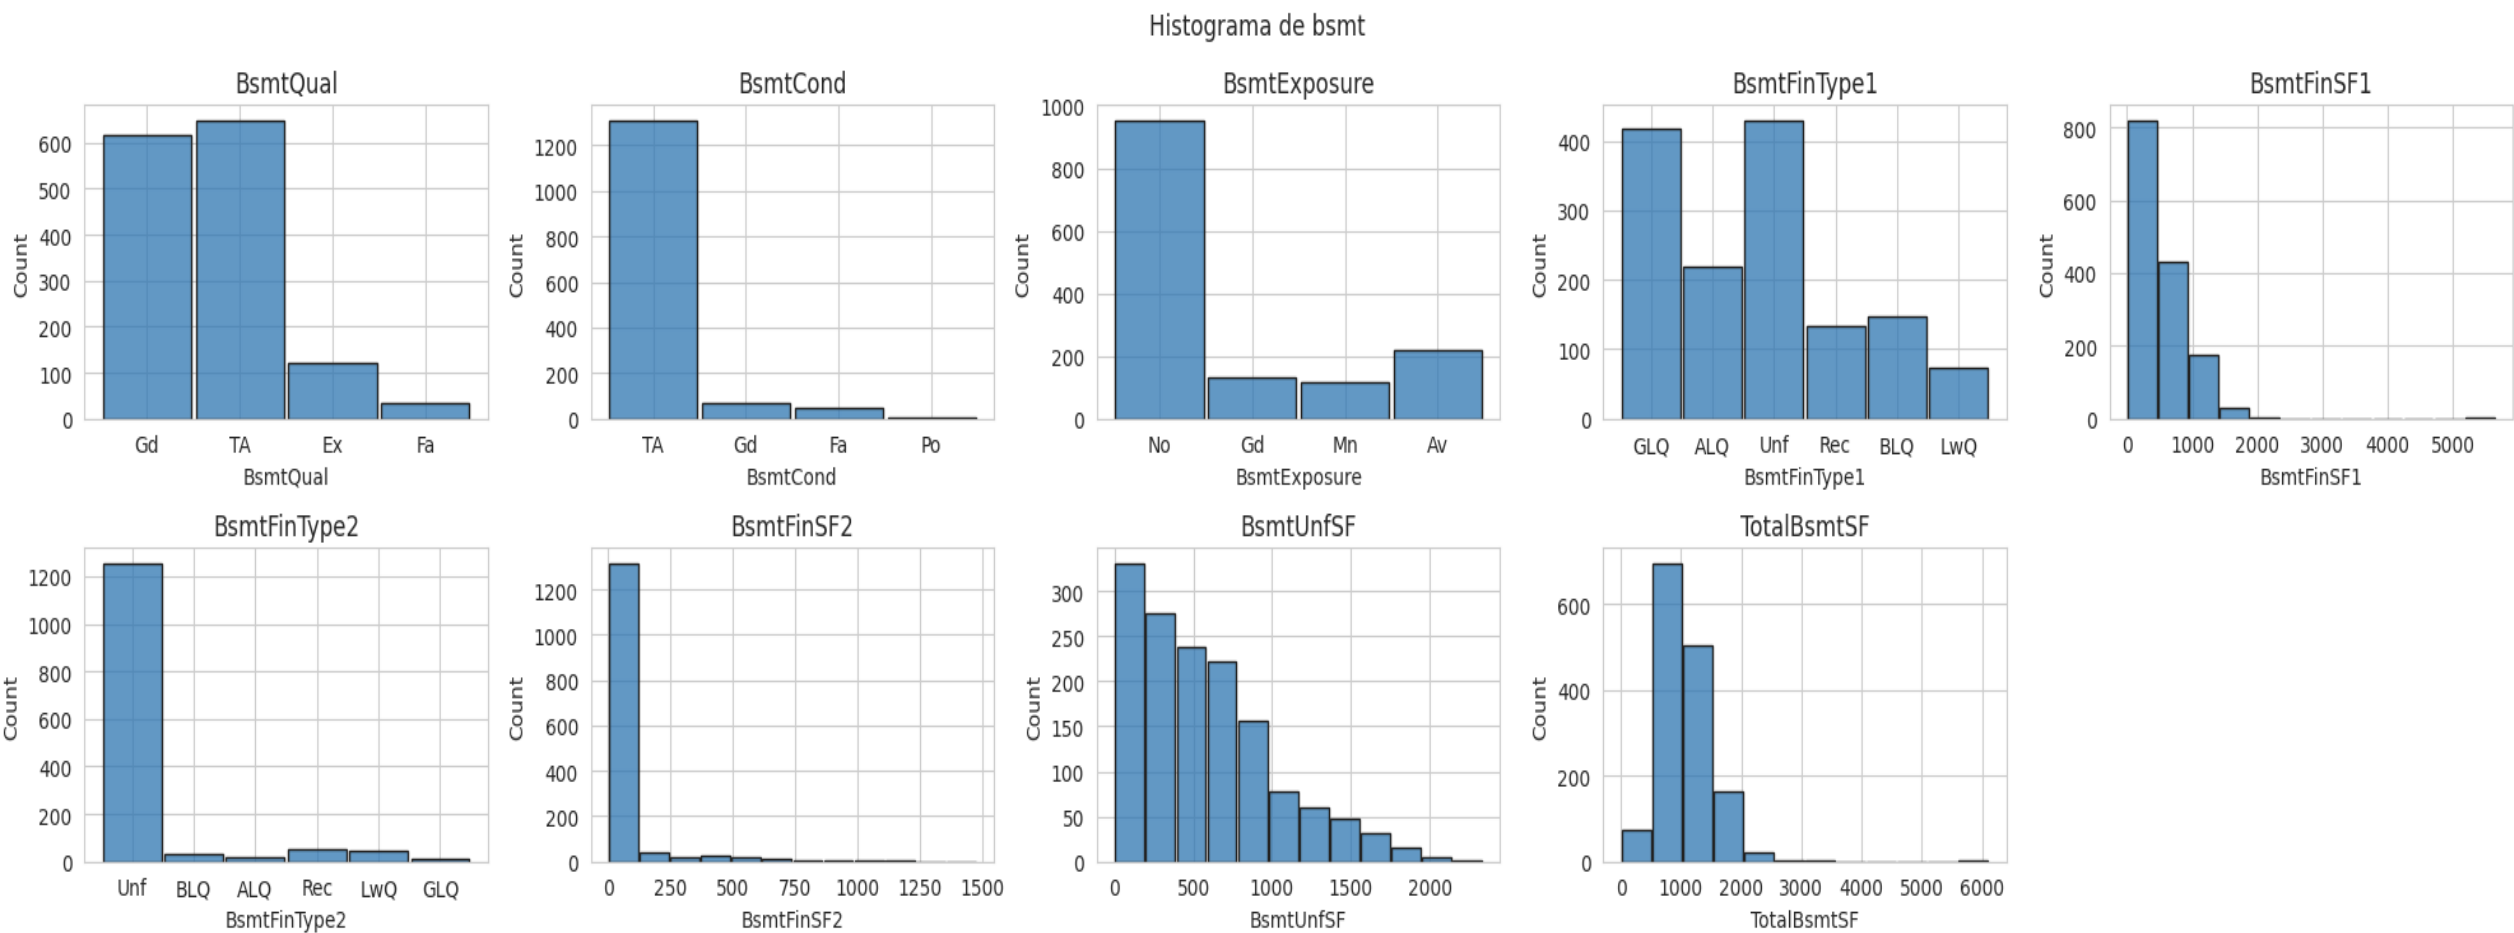 Histograma de bsmt
BsmtQual
Count
600
500
400
300
200
100
0
Gd TA Ex Fa
BsmtQual
BsmtCond
Count
1200
1000
800
600
400
200
0
TA Gd Fa Po
BsmtCond
BsmtExposure
Count
1000
800
600
400
200
0
No Gd Mn Av
BsmtExposure
BsmtFinType1
Count
400
300
200
100
0
GLQ ALQ Unf Rec BLQ LwQ
BsmtFinType1
BsmtFinSF1
Count
800
600
400
200
0
0 1000 2000 3000 4000 5000
BsmtFinSF1
BsmtFinType2
Count
1200
1000
800
600
400
200
0
Unf BLQ ALQ Rec LwQ GLQ
BsmtFinType2
BsmtFinSF2
Count
1200
1000
800
600
400
200
0
0 250 500 750 1000 1250 1500
BsmtFinSF2
BsmtUnfSF
Count
300
250
200
150
100
50
0
0 500 1000 1500 2000
BsmtUnfSF
TotalBsmtSF
Count
600
400
200
0
0 1000 2000 3000 4000 5000 6000
TotalBsmtSF